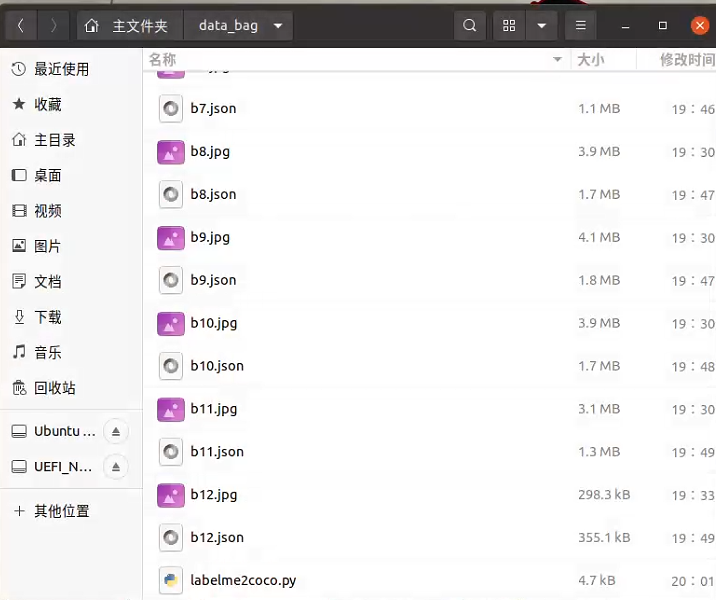 主文件夹 data_bag
名称 大小 修改时间
最近使用
收藏
主目录
桌面
视频
图片
文档
下载
音乐
回收站
Ubuntu ...
UEFI_N...
其他位置
b7.json 1.1 MB 19：46
b8.jpg 3.9 MB 19：30
b8.json 1.7 MB 19：47
b9.jpg 4.1 MB 19：30
b9.json 1.8 MB 19：47
b10.jpg 3.9 MB 19：30
b10.json 1.7 MB 19：48
b11.jpg 3.1 MB 19：30
b11.json 1.3 MB 19：49
b12.jpg 298.3 kB 19：33
b12.json 355.1 kB 19：49
labelme2coco.py 4.7 kB 20：01